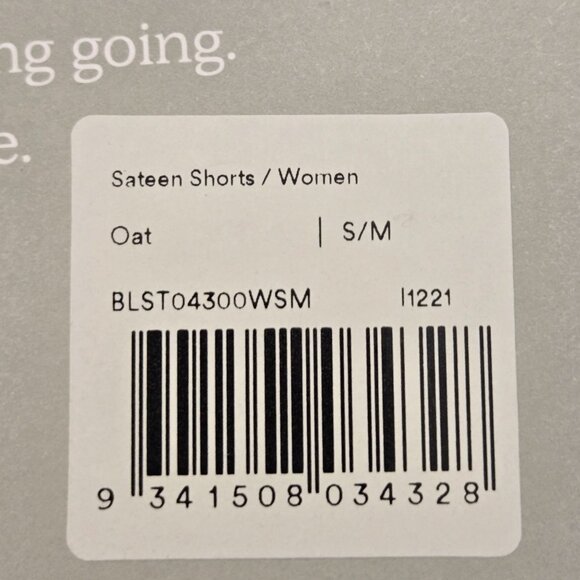 ng going.
e.
Sateen Shorts / Women
Oat | S/M
BLST04300WSM I1221
9 341508 034328